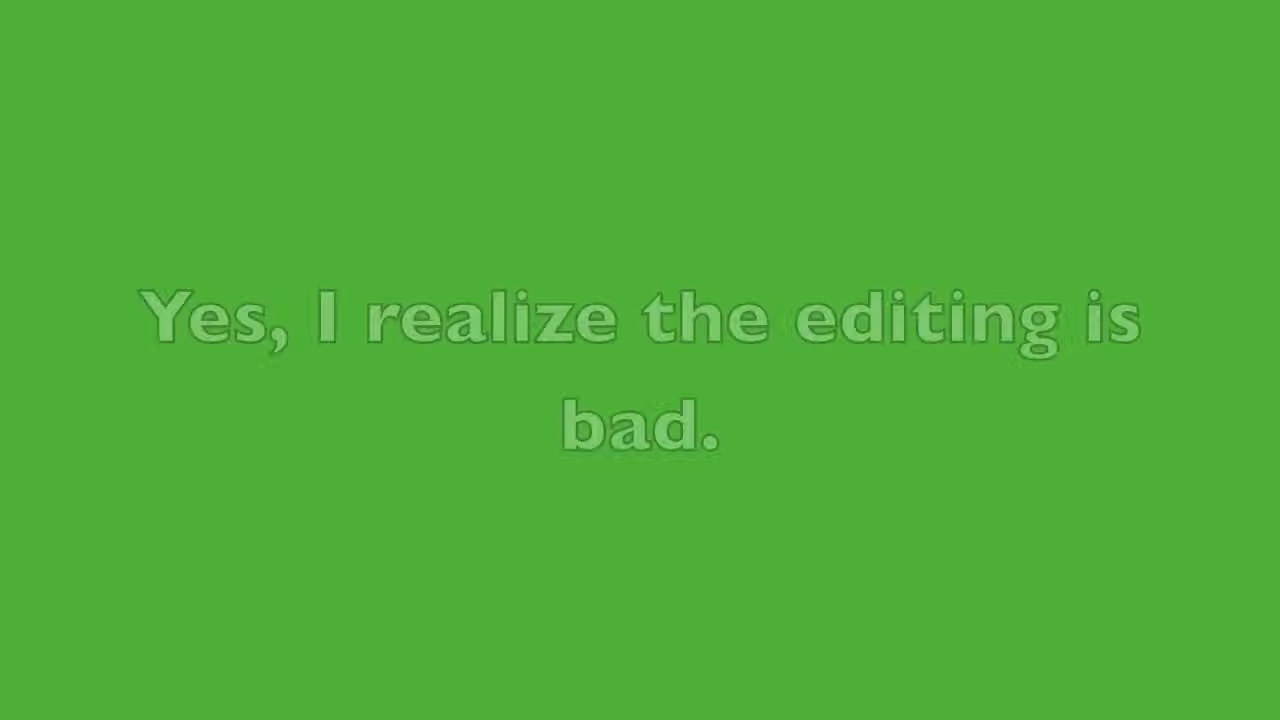 Yes, I realize the editing is
bad.